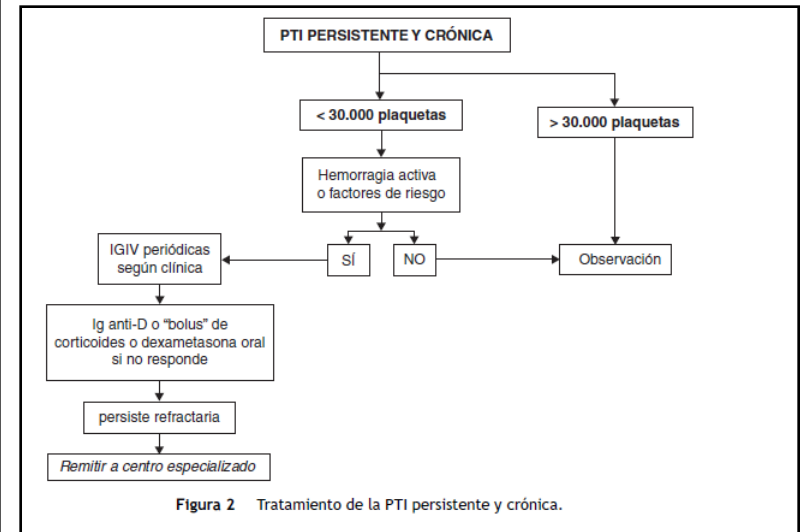 PTI PERSISTENTE Y CRÓNICA
< 30.000 plaquetas
> 30.000 plaquetas
Hemorragia activa
o factores de riesgo
IGIV periódicas
según clínica
SÍ
NO
Observación
Ig anti-D o “bolus” de
corticoides o dexametasona oral
si no responde
persiste refractaria
Remitir a centro especializado
Figura 2 Tratamiento de la PTI persistente y crónica.